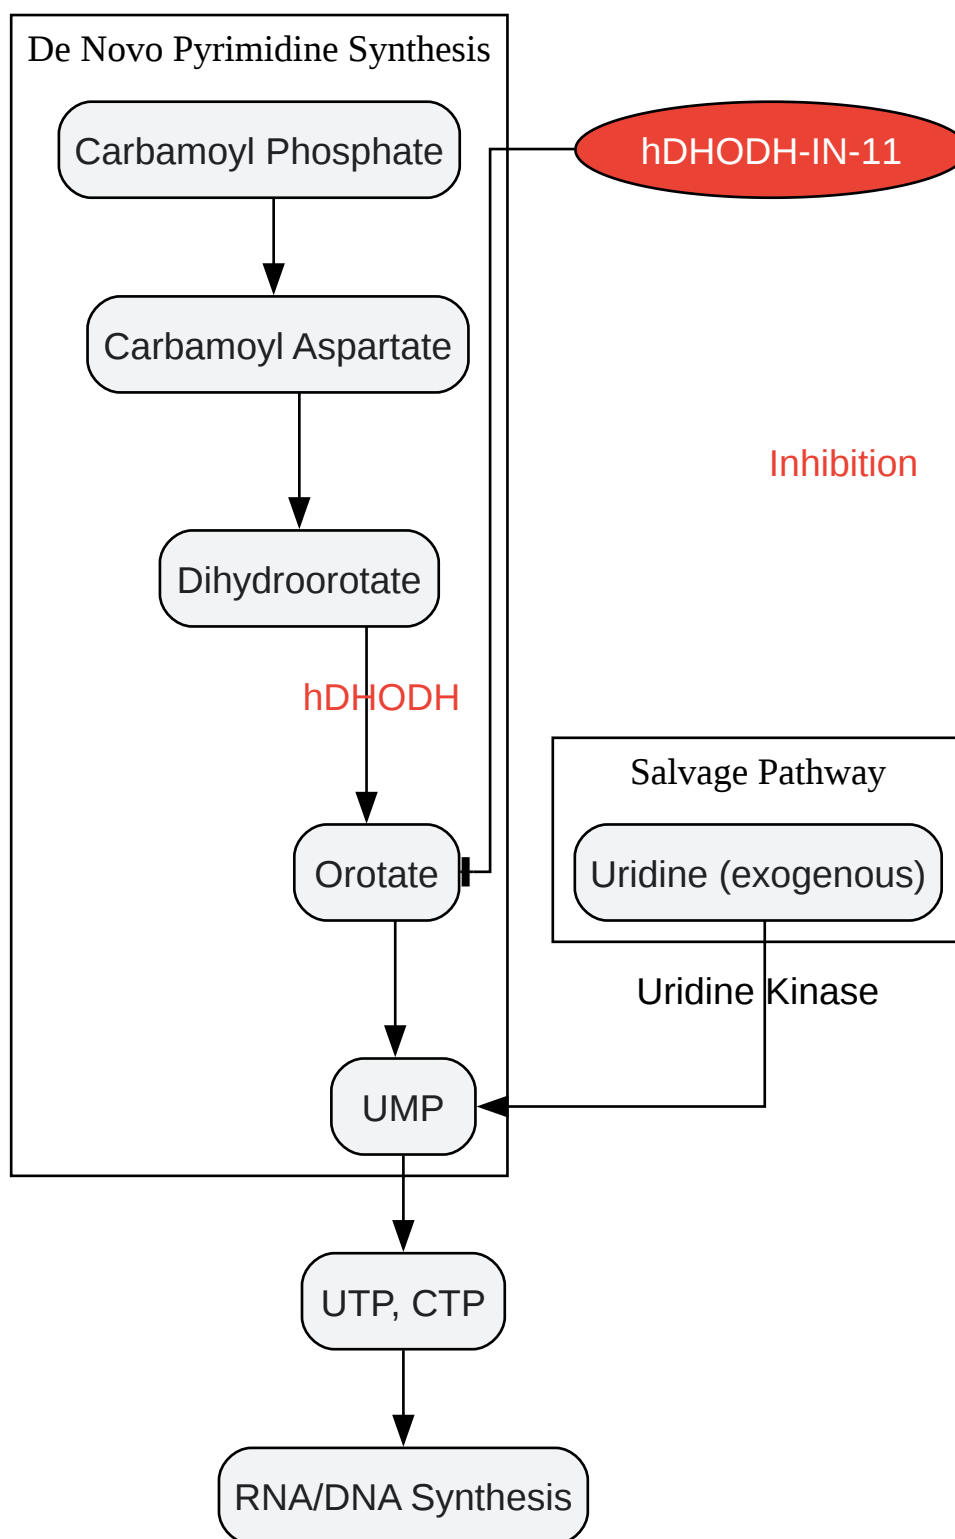 De Novo Pyrimidine Synthesis
Carbamoyl Phosphate
hDHODH-IN-11
Carbamoyl Aspartate
Inhibition
Dihydroorotate
hDHODH
Salvage Pathway
Orotate
Uridine (exogenous)
Uridine Kinase
UMP
UTP, CTP
RNA/DNA Synthesis